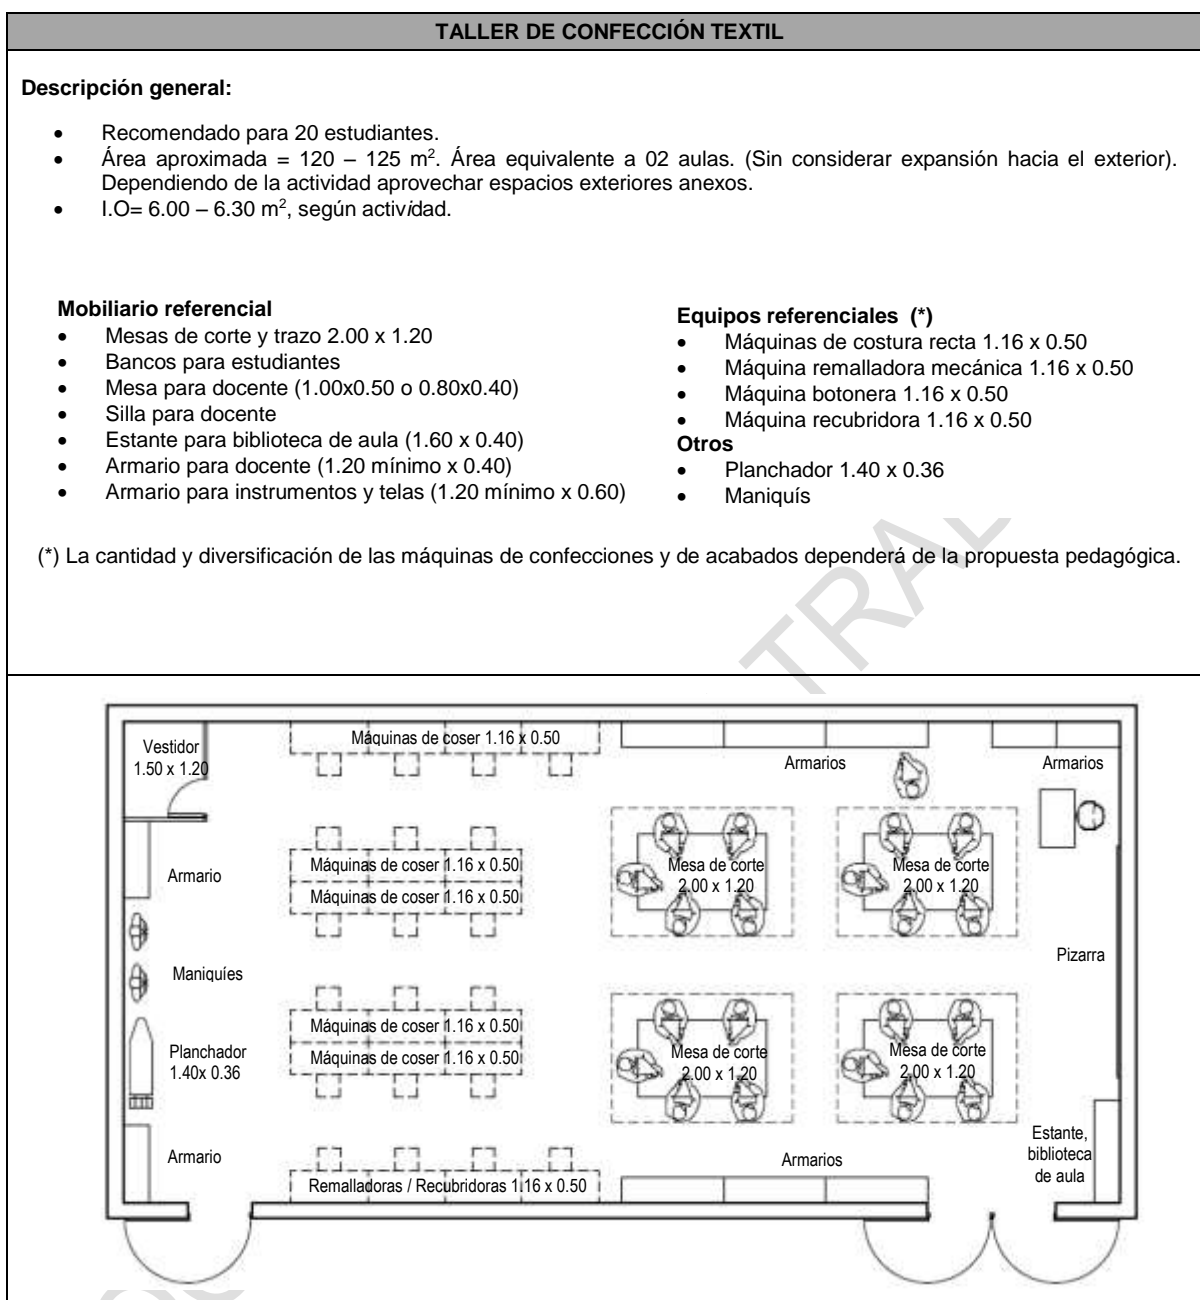 TALLER DE CONFECCIÓN TEXTIL
Descripción general:
• Recomendado para 20 estudiantes.
• Área aproximada = 120 – 125 m². Área equivalente a 02 aulas. (Sin considerar expansión hacia el exterior).
Dependiendo de la actividad aprovechar espacios exteriores anexos.
• I.O= 6.00 – 6.30 m², según actividad.
Mobiliario referencial
• Mesas de corte y trazo 2.00 x 1.20
• Bancos para estudiantes
• Mesa para docente (1.00x0.50 o 0.80x0.40)
• Silla para docente
• Estante para biblioteca de aula (1.60 x 0.40)
• Armario para docente (1.20 mínimo x 0.40)
• Armario para instrumentos y telas (1.20 mínimo x 0.60)
Equipos referenciales (*)
• Máquinas de costura recta 1.16 x 0.50
• Máquina remalladora mecánica 1.16 x 0.50
• Máquina botonera 1.16 x 0.50
• Máquina recubridora 1.16 x 0.50
Otros
• Planchador 1.40 x 0.36
• Maniquís
(*) La cantidad y diversificación de las máquinas de confecciones y de acabados dependerá de la propuesta pedagógica.
TRAL
Vestidor
1.50 x 1.20
Máquinas de coser 1.16 x 0.50
Armarios
Armarios
Armario
Máquinas de coser 1.16 x 0.50
Máquinas de coser 1.16 x 0.50
Mesa de corte
2.00 x 1.20
Mesa de corte
2.00 x 1.20
Pizarra
Maniquíes
Máquinas de coser 1.16 x 0.50
Máquinas de coser 1.16 x 0.50
Planchador
1.40x 0.36
Mesa de corte
2.00 x 1.20
Mesa de corte
2.00 x 1.20
Armario
Remalladoras / Recubridoras 1.16 x 0.50
Armarios
Estante,
biblioteca
de aula